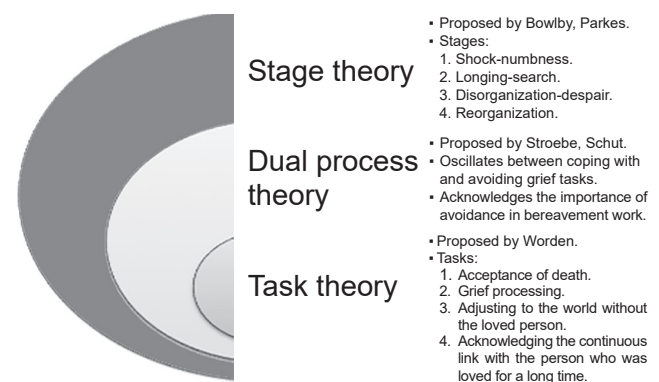 Stage theory
▪ Proposed by Bowlby, Parkes.
▪ Stages:
1. Shock-numbness.
2. Longing-search.
3. Disorganization-despair.
4. Reorganization.
Dual process
theory
▪ Proposed by Stroebe, Schut.
▪ Oscillates between coping with
and avoiding grief tasks.
▪ Acknowledges the importance of
avoidance in bereavement work.
Task theory
▪ Proposed by Worden.
▪ Tasks:
1. Acceptance of death.
2. Grief processing.
3. Adjusting to the world without
the loved person.
4. Acknowledging the continuous
link with the person who was
loved for a long time.